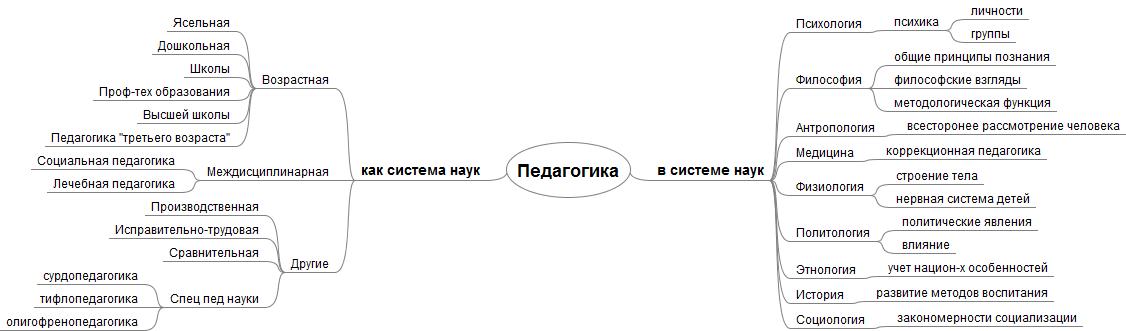 Педагогика
как система наук
Возрастная
Ясельная
Дошкольная
Школы
Проф-тех образования
Высшей школы
Педагогика "третьего возраста"
Междисциплинарная
Социальная педагогика
Лечебная педагогика
Другие
Производственная
Исправительно-трудовая
Сравнительная
Спец пед науки
сурдопедагогика
тифлопедагогика
олигофренопедагогика
в системе наук
Психология
психика
личности
группы
Философия
общие принципы познания
философские взгляды
методологическая функция
Антропология
всесторонее рассмотрение человека
Медицина
коррекционная педагогика
Физиология
строение тела
нервная система детей
Политология
политические явления
влияние
Этнология
учет национ-х особенностей
История
развитие методов воспитания
Социология
закономерности социализации